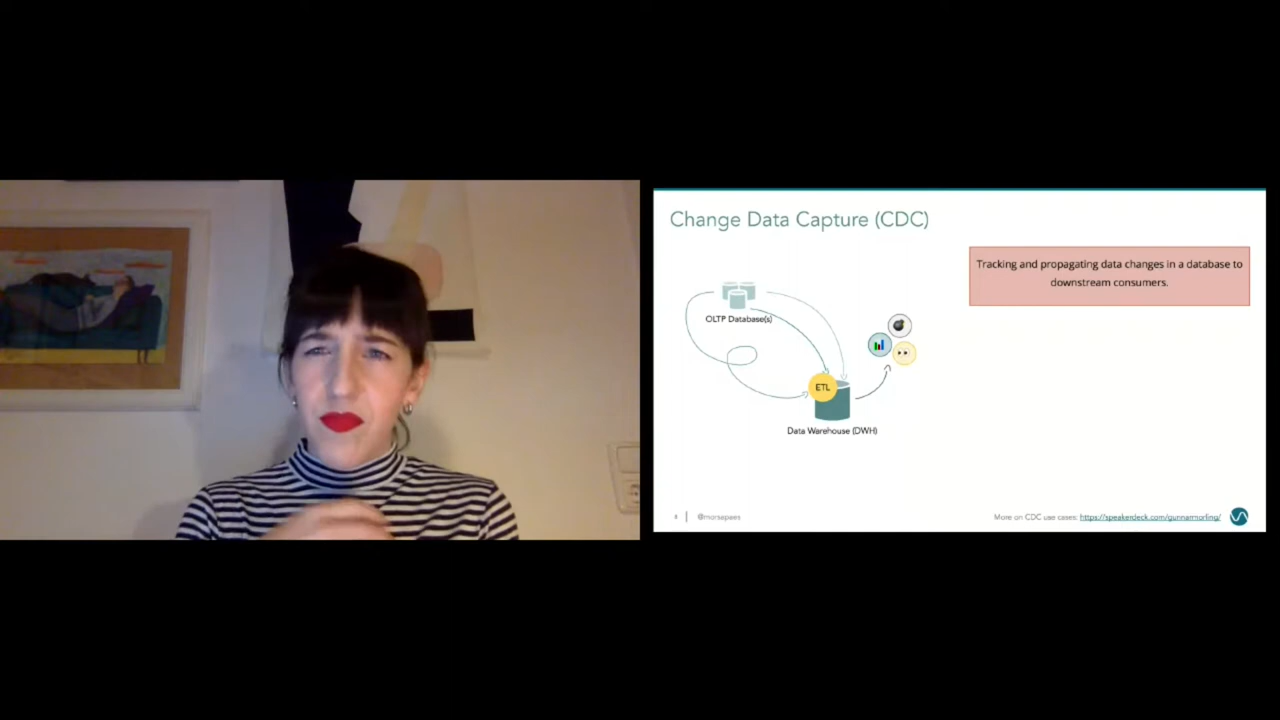 Change Data Capture (CDC)
Tracking and propagating data changes in a database to
downstream consumers.
OLTP Database(s)
ETL
Data Warehouse (DWH)
8
@morsapaes
More on CDC use cases: https://speakerdeck.com/gunnarmorling/